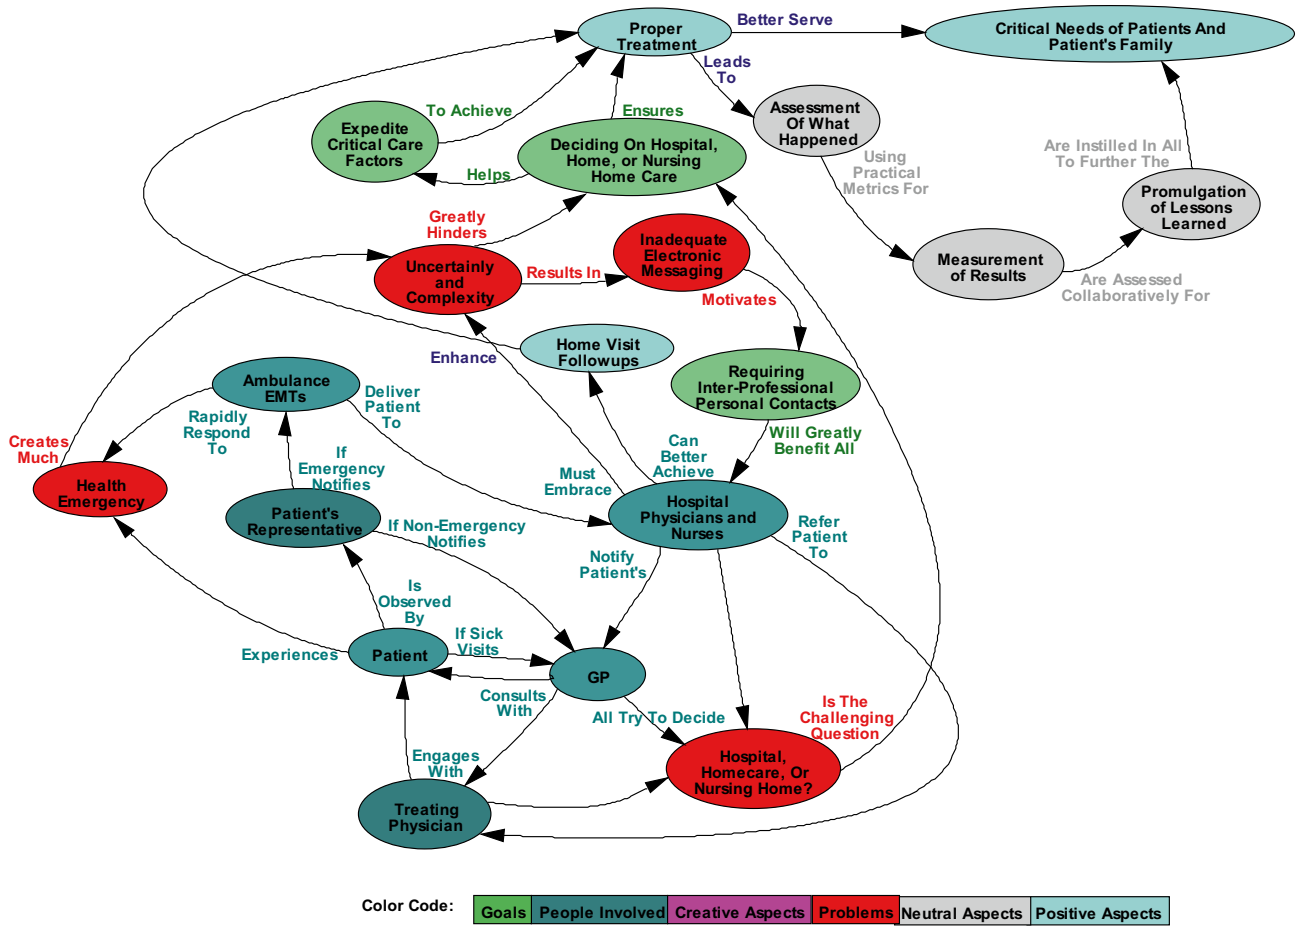 Better Serve
Proper
Treatment
Critical Needs of Patients And
Patient's Family
Leads
To
To Achieve
Ensures
Assessment
Of What
Happened
Expedite
Critical Care
Factors
Deciding On Hospital,
Home, or Nursing
Home Care
Helps
Using
Practical
Metrics For
Are Instilled In All
To Further The
Promulgation
of Lessons
Learned
Greatly
Hinders
Inadequate
Electronic
Messaging
Uncertainly
and
Complexity
Results In
Motivates
Measurement
of Results
Are Assessed
Collaboratively For
Enhance
Home Visit
Followups
Requiring
Inter-Professional
Personal Contacts
Ambulance
EMTs
Deliver
Patient
To
Rapidly
Respond
To
Creates
Much
Will Greatly
Benefit All
Can
Better
Achieve
If
Emergency
Notifies
Must
Embrace
Health
Emergency
Patient's
Representative
If Non-Emergency
Notifies
Hospital
Physicians and
Nurses
Refer
Patient
To
Notify
Patient's
Is
Observed
By
If Sick
Visits
Experiences
Patient
GP
Consults
With
All Try To Decide
Is The
Challenging
Question
Engages
With
Hospital,
Homecare, Or
Nursing Home?
Treating
Physician
Color Code:
Goals
People Involved
Creative Aspects
Problems
Neutral Aspects
Positive Aspects